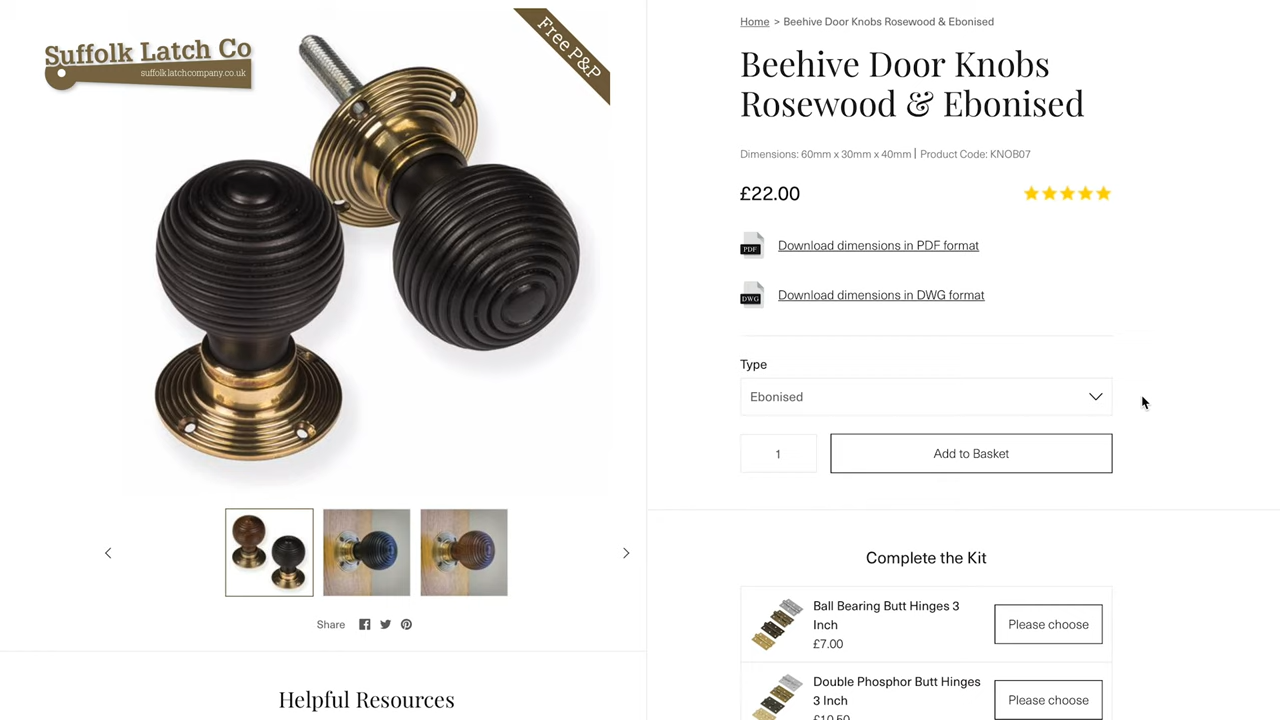 Suffolk Latch Co
suffolklatchcompany.co.uk
Free P&P
Home > Beehive Door Knobs Rosewood & Ebonised
Beehive Door Knobs
Rosewood & Ebonised
Dimensions: 60mm x 30mm x 40mm | Product Code: KNOB07
£22.00
PDF
Download dimensions in PDF format
DWG
Download dimensions in DWG format
Type
Ebonised
1
Add to Basket
Share
Helpful Resources
Complete the Kit
Ball Bearing Butt Hinges 3
Inch
£7.00
Please choose
Double Phosphor Butt Hinges
3 Inch
£10.50
Please choose